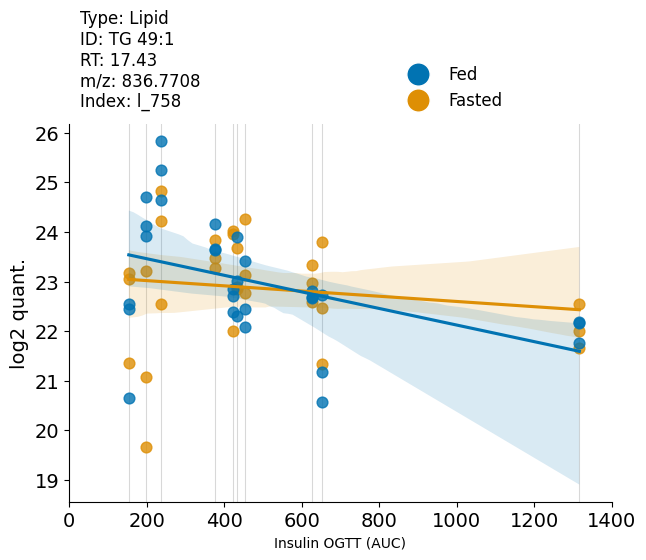 Type: Lipid
ID: TG 49:1
RT: 17.43
m/z: 836.7708
Index: l_758
Fed
Fasted
26
25
24
23
22
21
20
19
log2 quant.
0 200 400 600 800 1000 1200 1400
Insulin OGTT (AUC)